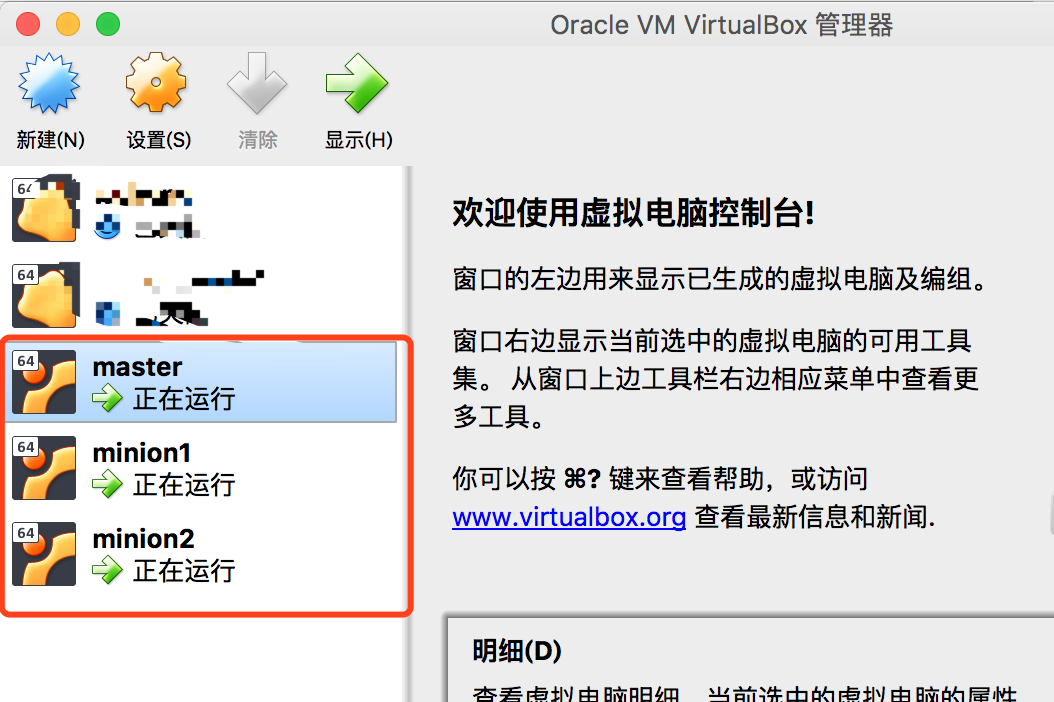 Oracle VM VirtualBox 管理器
新建(N) 设置(S) 清除 显示(H)
64
64
64
master
正在运行
64
minion1
正在运行
64
minion2
正在运行
欢迎使用虚拟电脑控制台!
窗口的左边用来显示已生成的虚拟电脑及编组。
窗口右边显示当前选中的虚拟电脑的可用工具
集。 从窗口上边工具栏右边相应菜单中查看更
多工具。
你可以按 ⌘? 键来查看帮助，或访问
www.virtualbox.org 查看最新信息和新闻.
明细(D)
查看虚拟电脑明细，当前选中的虚拟电脑的属性